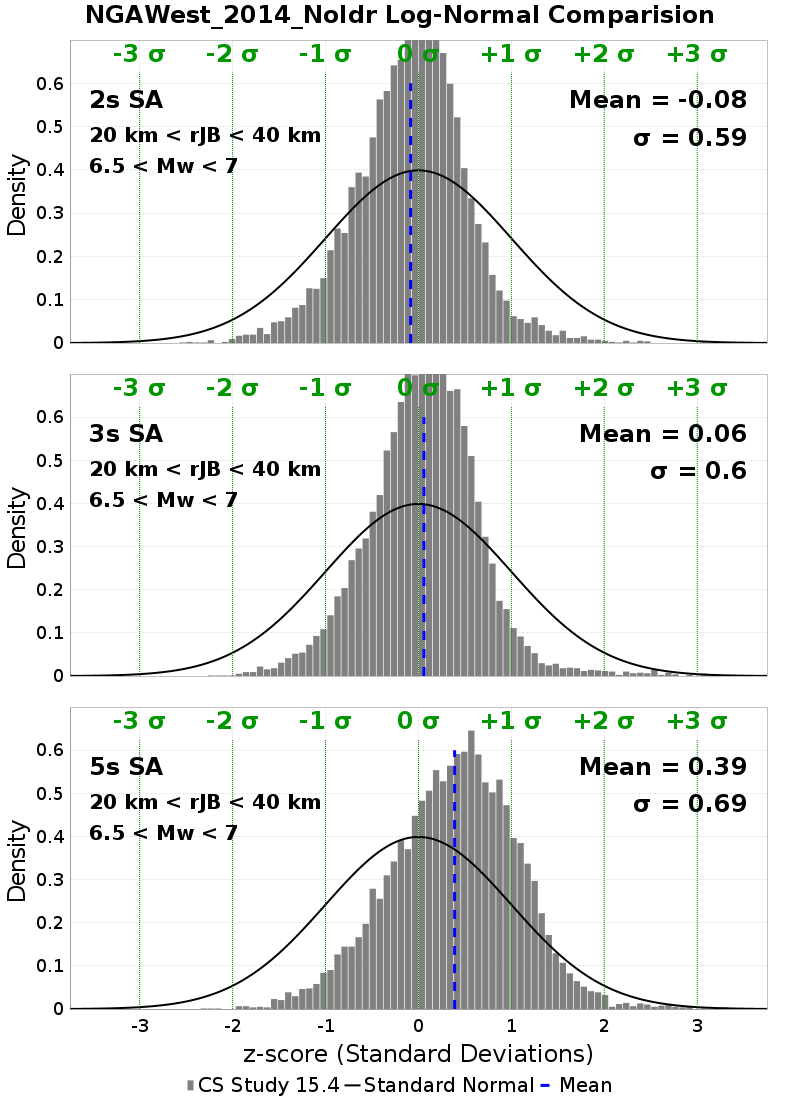 NGAWest_2014_NoIdr Log-Normal Comparision
-3 σ -2 σ -1 σ 0 σ +1 σ +2 σ +3 σ
2s SA
Mean = -0.08
20 km < rJB < 40 km
σ = 0.59
6.5 < Mw < 7
0.6
0.5
0.4
0.3
0.2
0.1
0
Density
-3 σ -2 σ -1 σ 0 σ +1 σ +2 σ +3 σ
3s SA
Mean = 0.06
20 km < rJB < 40 km
σ = 0.6
6.5 < Mw < 7
0.6
0.5
0.4
0.3
0.2
0.1
0
Density
-3 σ -2 σ -1 σ 0 σ +1 σ +2 σ +3 σ
5s SA
Mean = 0.39
20 km < rJB < 40 km
σ = 0.69
6.5 < Mw < 7
0.6
0.5
0.4
0.3
0.2
0.1
0
Density
-3 -2 -1 0 1 2 3
z-score (Standard Deviations)
CS Study 15.4 Standard Normal Mean